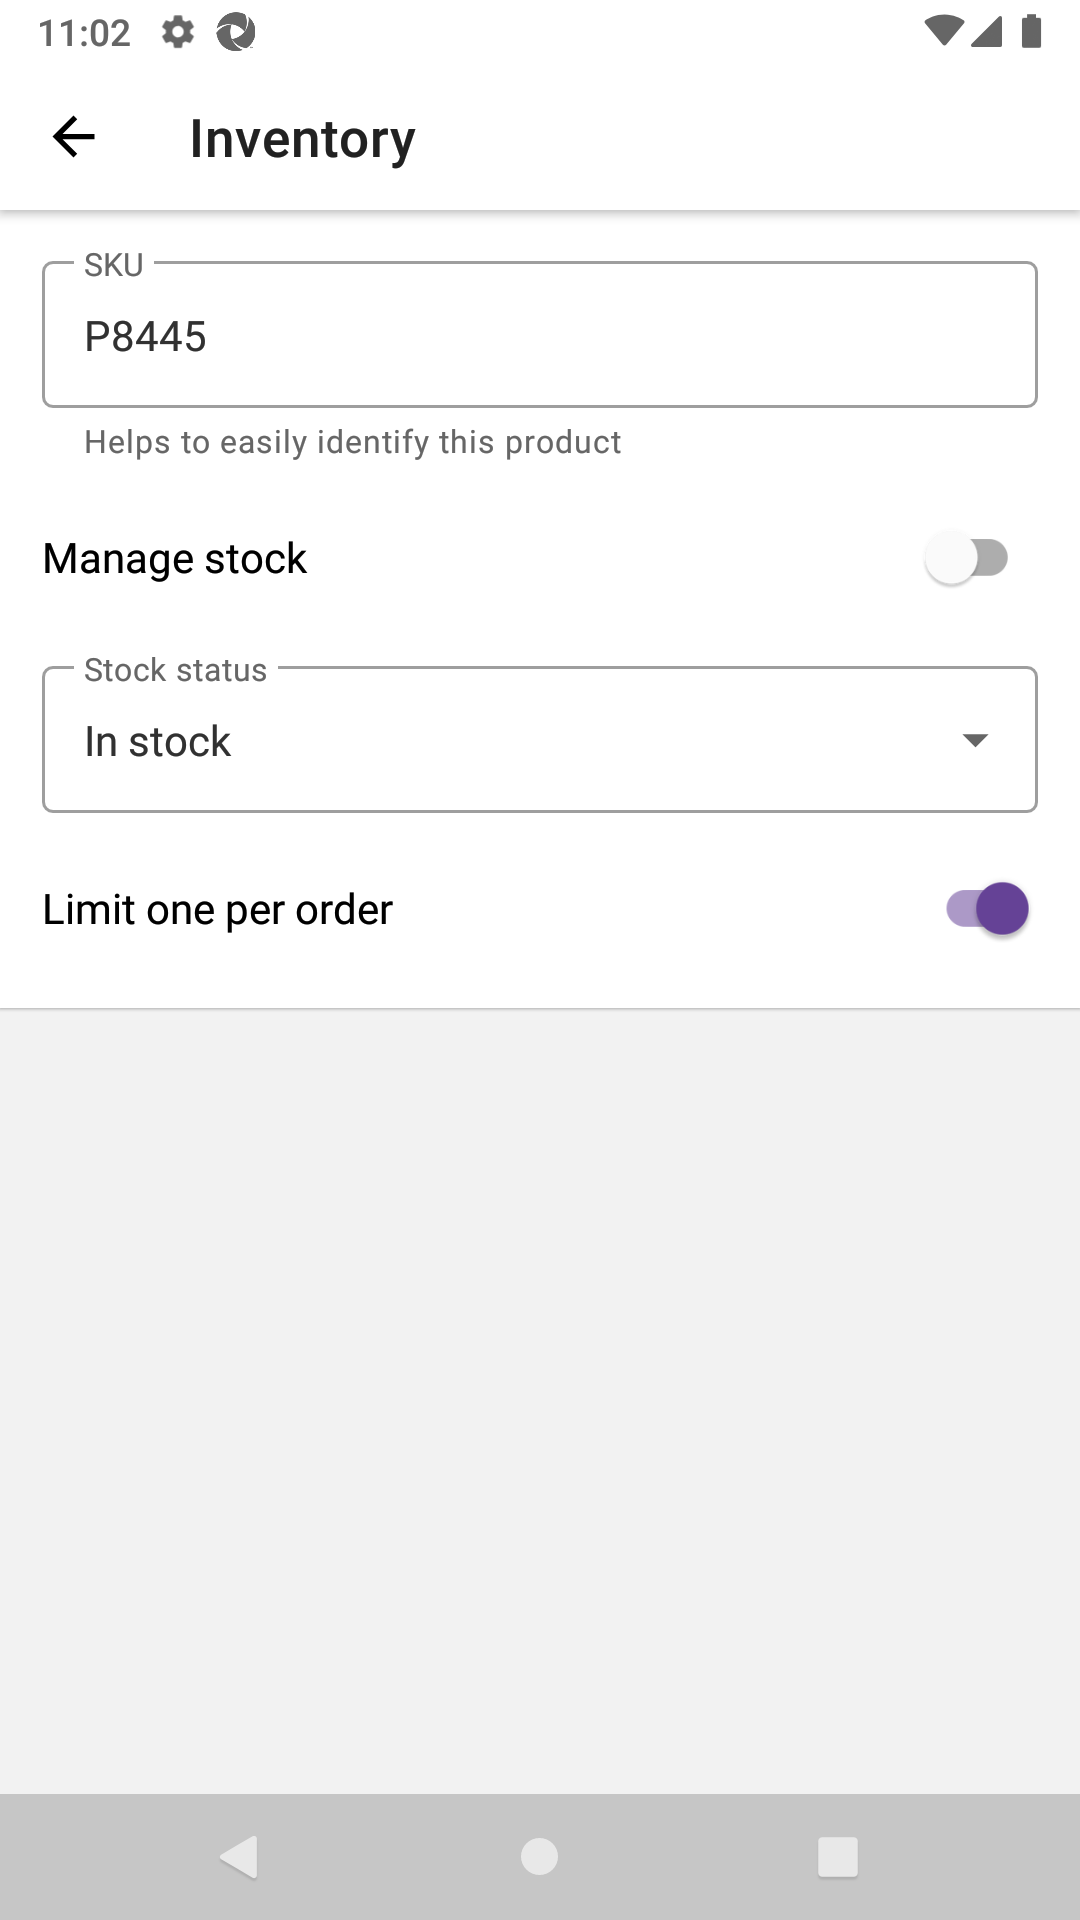 11:02
Inventory
SKU
P8445
Helps to easily identify this product
Manage stock
Stock status
In stock
Limit one per order